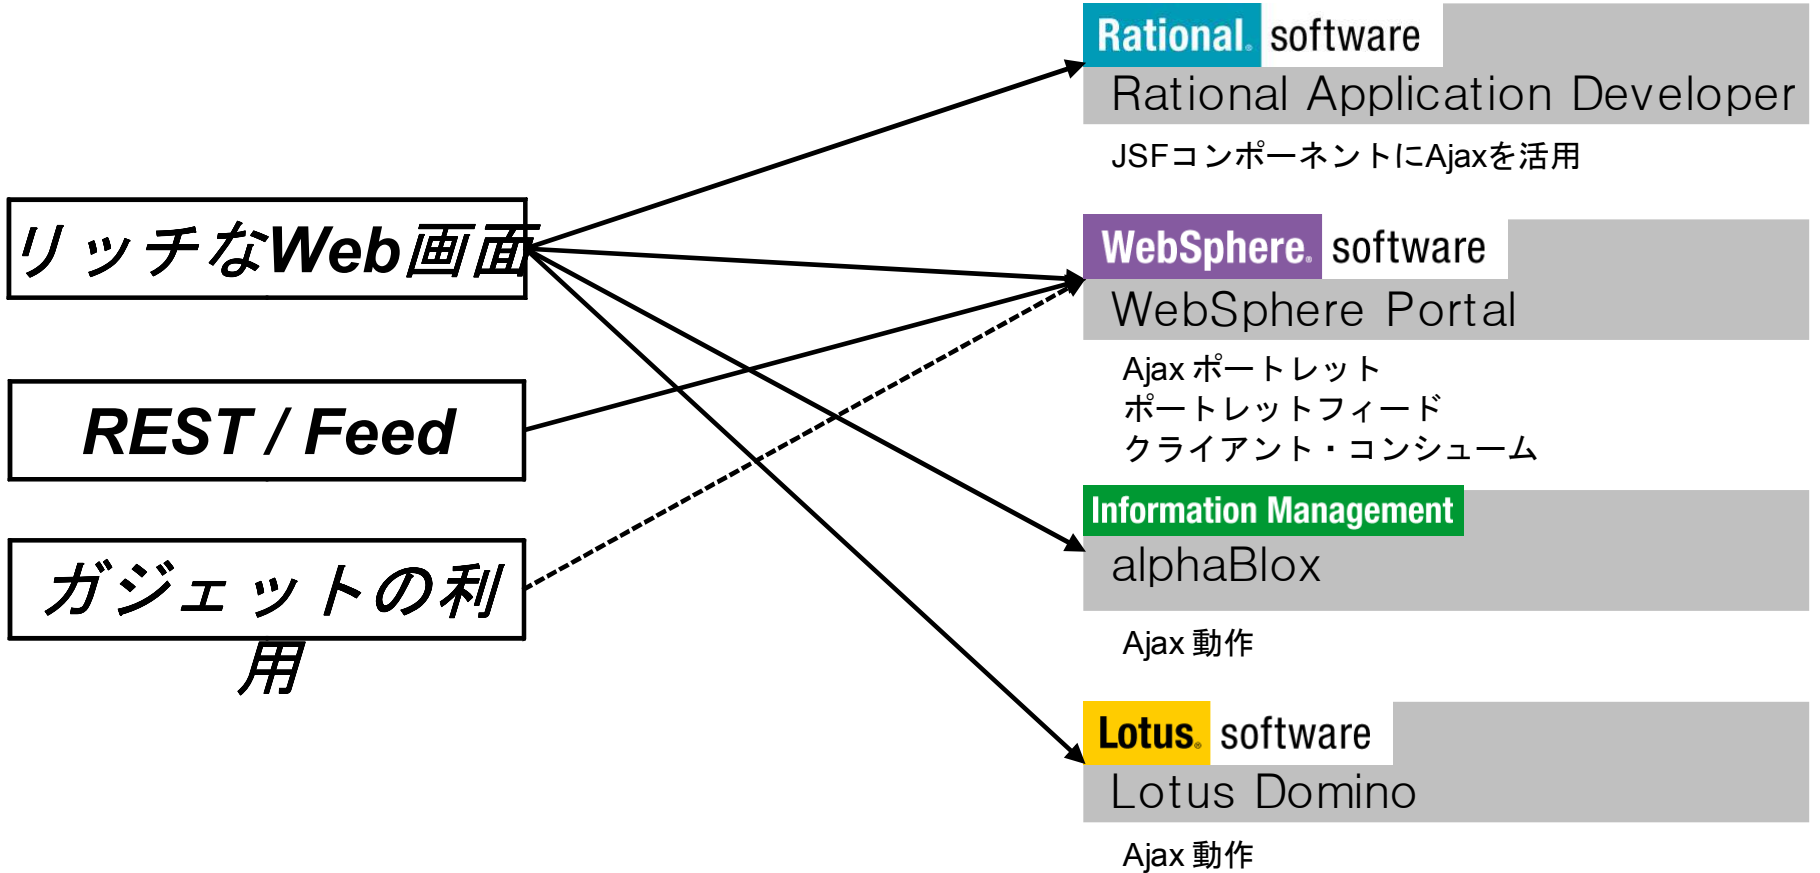 リッチなWeb画面
REST / Feed
ガジェットの利
用
Rational® software
Rational Application Developer
JSFコンポーネントにAjaxを活用
WebSphere® software
WebSphere Portal
Ajax ポートレット
ポートレットフィード
クライアント・コンシューム
Information Management
alphaBlox
Ajax 動作
Lotus® software
Lotus Domino
Ajax 動作